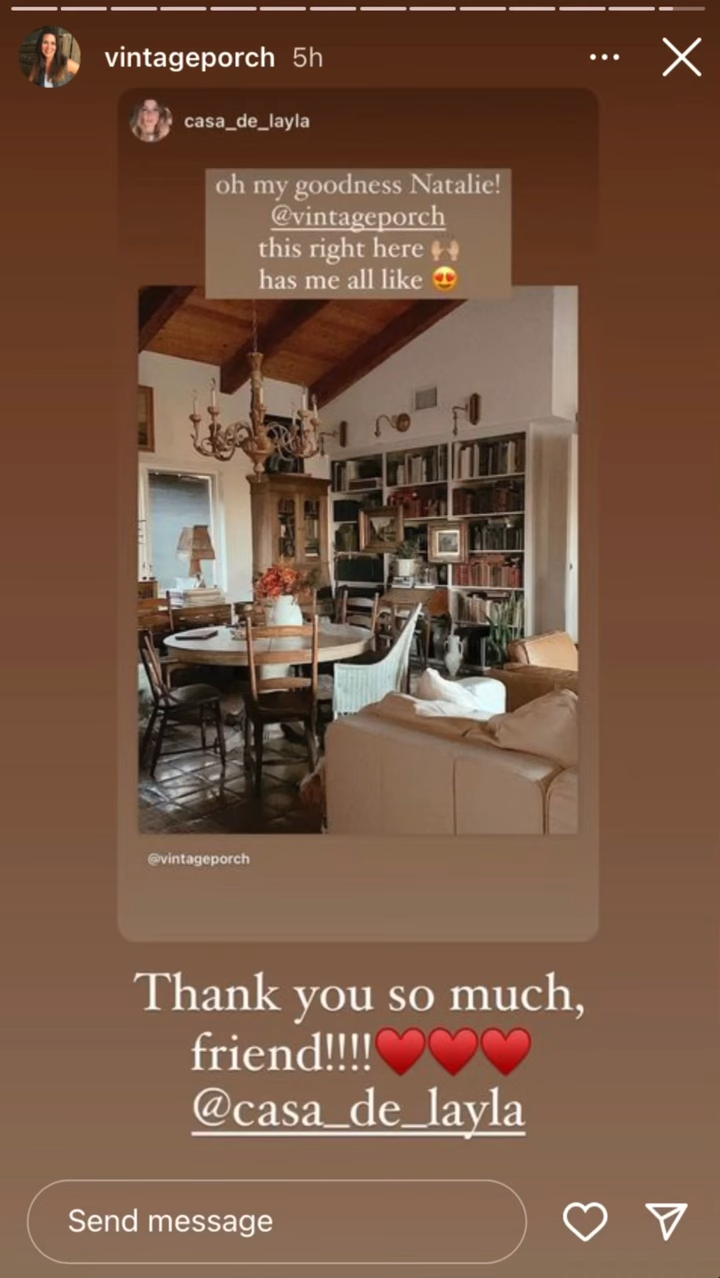 vintageporch 5h
casa_de_layla
oh my goodness Natalie!
@vintageporch
this right here 🙌🏼
has me all like 😍
@vintageporch
Thank you so much,
friend!!!!♥️♥️♥️
@casa_de_layla
Send message